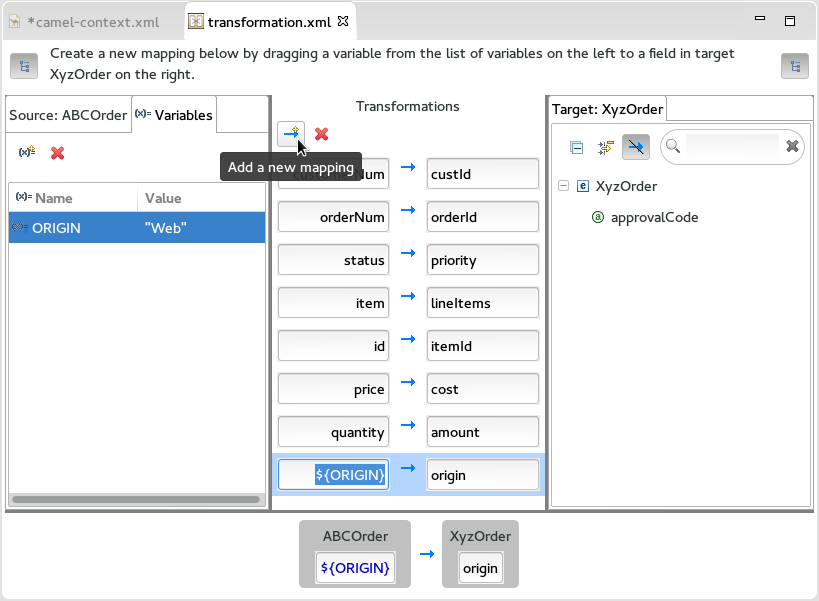 *camel-context.xml
transformation.xml
Create a new mapping below by dragging a variable from the list of variables on the left to a field in target
XyzOrder on the right.
Source: ABCOrder
(x)= Variables
Transformations
Target: XyzOrder
Add a new mapping
(x)= Name
Value
ORIGIN
"Web"
Num
custId
orderNum
orderId
status
priority
item
lineItems
id
itemId
price
cost
quantity
amount
${ORIGIN}
origin
e XyzOrder
a approvalCode
ABCOrder
XyzOrder
${ORIGIN}
origin